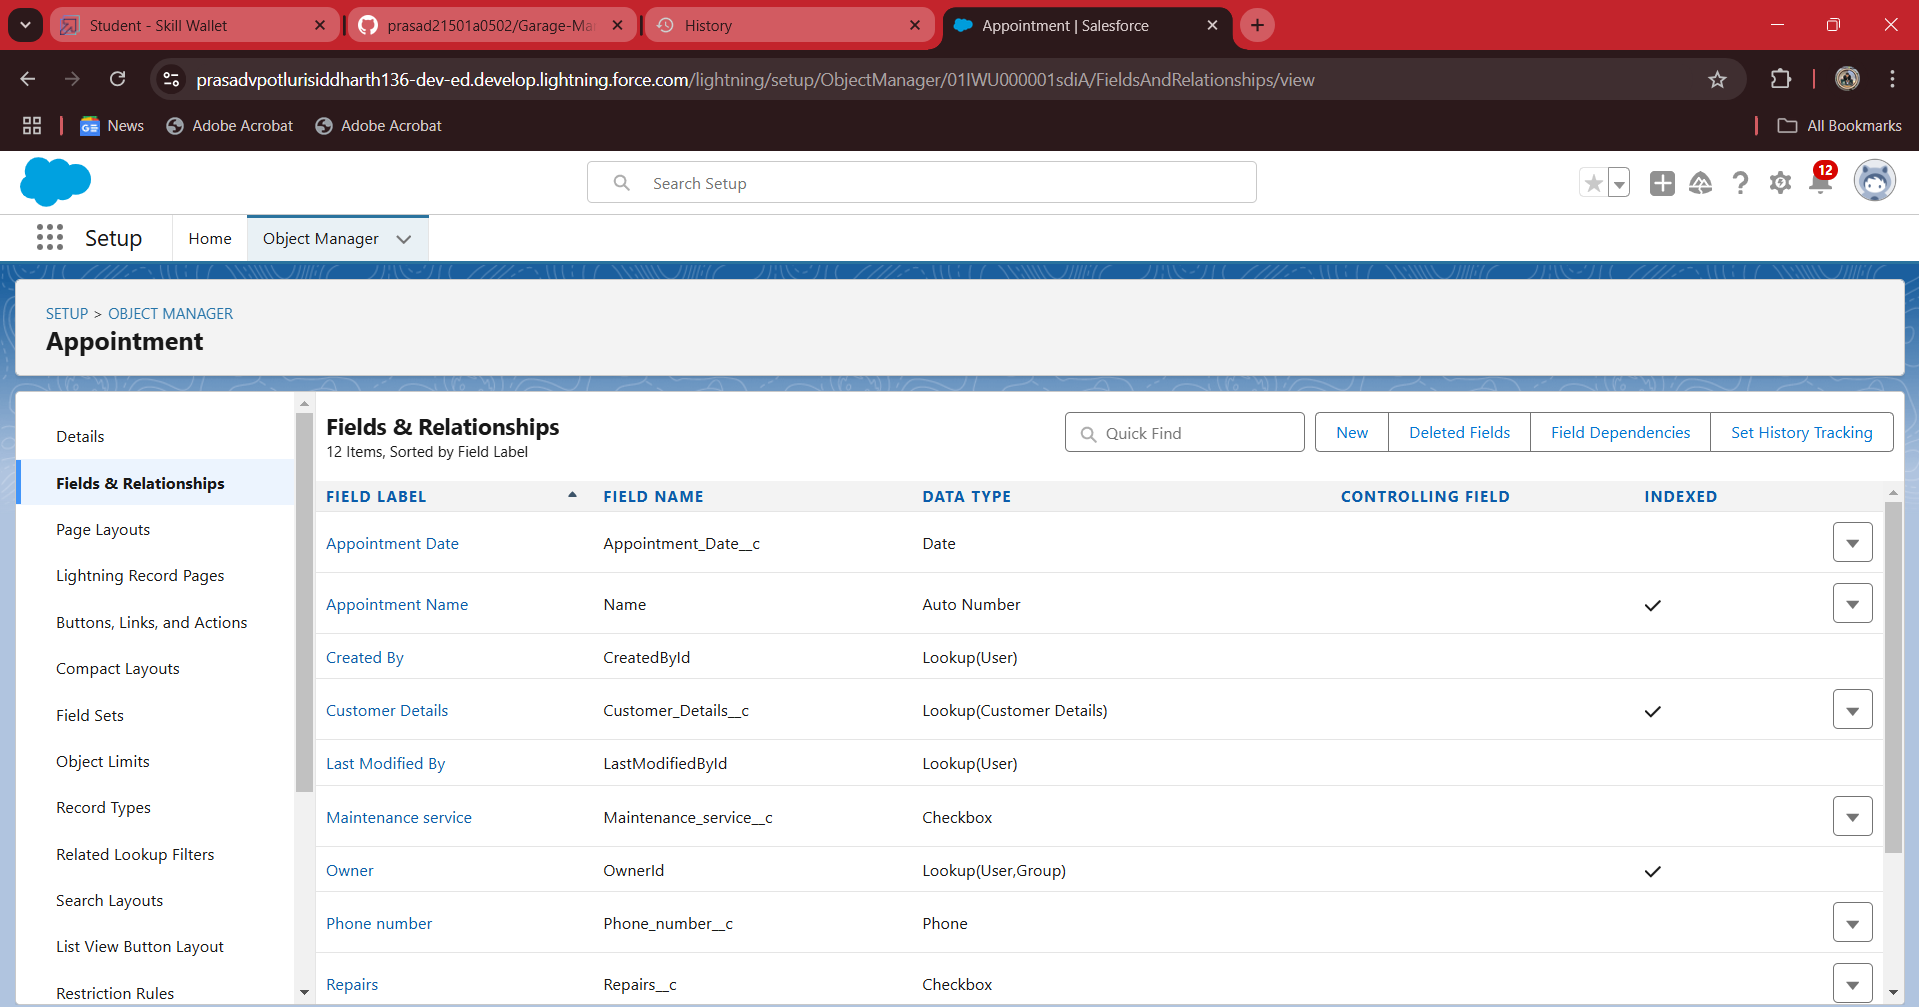 Student - Skill Wallet
prasad21501a0502/Garage-Ma
History
Appointment | Salesforce
prasadvpotlurisiddharth136-dev-ed.develop.lightning.force.com/lightning/setup/ObjectManager/01IWU000001sdiA/FieldsAndRelationships/view
News
Adobe Acrobat
Adobe Acrobat
All Bookmarks
Search Setup
12
Setup
Home
Object Manager
SETUP > OBJECT MANAGER
Appointment
Details
Fields & Relationships
Page Layouts
Lightning Record Pages
Buttons, Links, and Actions
Compact Layouts
Field Sets
Object Limits
Record Types
Related Lookup Filters
Search Layouts
List View Button Layout
Restriction Rules
Fields & Relationships
12 Items, Sorted by Field Label
Quick Find
New
Deleted Fields
Field Dependencies
Set History Tracking
FIELD LABEL FIELD NAME DATA TYPE CONTROLLING FIELD INDEXED
Appointment Date Appointment_Date__c Date
Appointment Name Name Auto Number
Created By CreatedById Lookup(User)
Customer Details Customer_Details__c Lookup(Customer Details)
Last Modified By LastModifiedById Lookup(User)
Maintenance service Maintenance_service__c Checkbox
Owner OwnerId Lookup(User,Group)
Phone number Phone_number__c Phone
Repairs Repairs__c Checkbox